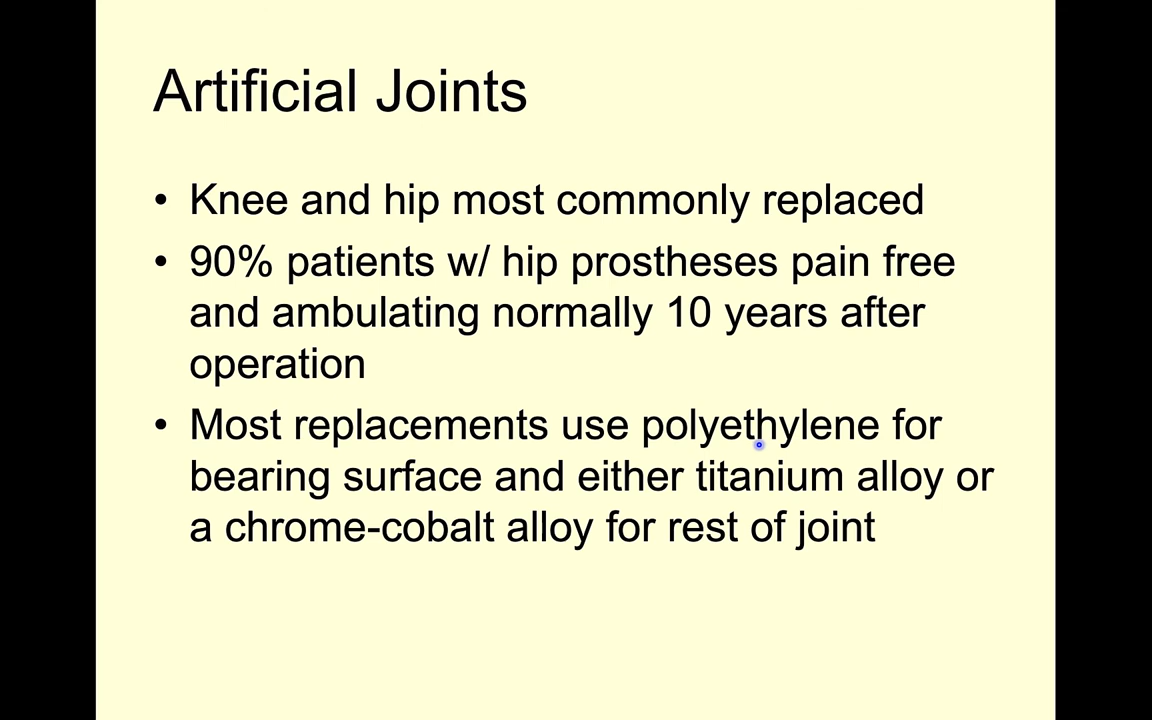 Artificial Joints
• Knee and hip most commonly replaced
• 90% patients w/ hip prostheses pain free
and ambulating normally 10 years after
operation
• Most replacements use polyethylene for
bearing surface and either titanium alloy or
a chrome-cobalt alloy for rest of joint